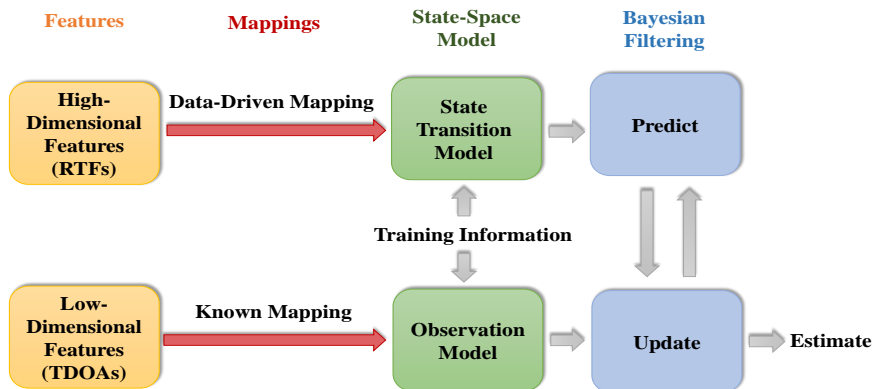 Features
Mappings
State-Space
Model
Bayesian
Filtering
High-
Dimensional
Features
(RTFs)
Data-Driven Mapping
State
Transition
Model
Predict
Training Information
Low-
Dimensional
Features
(TDOAs)
Known Mapping
Observation
Model
Update
Estimate